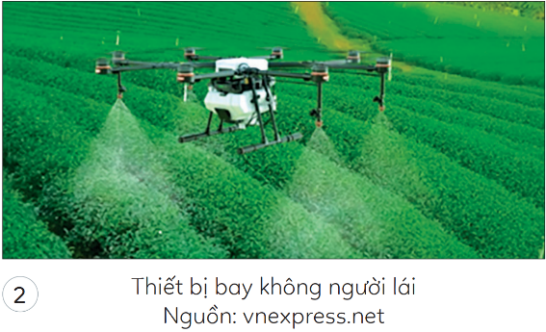 2
Thiết bị bay không người lái
Nguồn: vnexpress.net